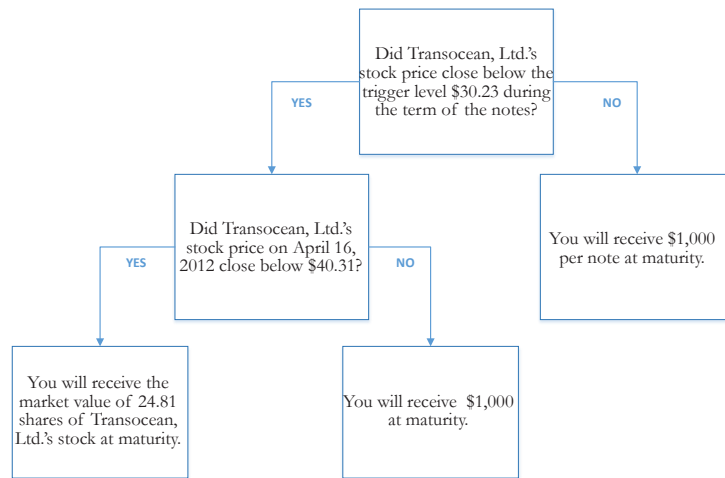 Did Transocean, Ltd.'s
stock price close below the
trigger level $30.23 during
the term of the notes?
YES
NO
Did Transocean, Ltd.'s
stock price on April 16,
2012 close below $40.31?
You will receive $1,000
per note at maturity.
YES
NO
You will receive the
market value of 24.81
shares of Transocean,
Ltd.'s stock at maturity.
You will receive $1,000
at maturity.